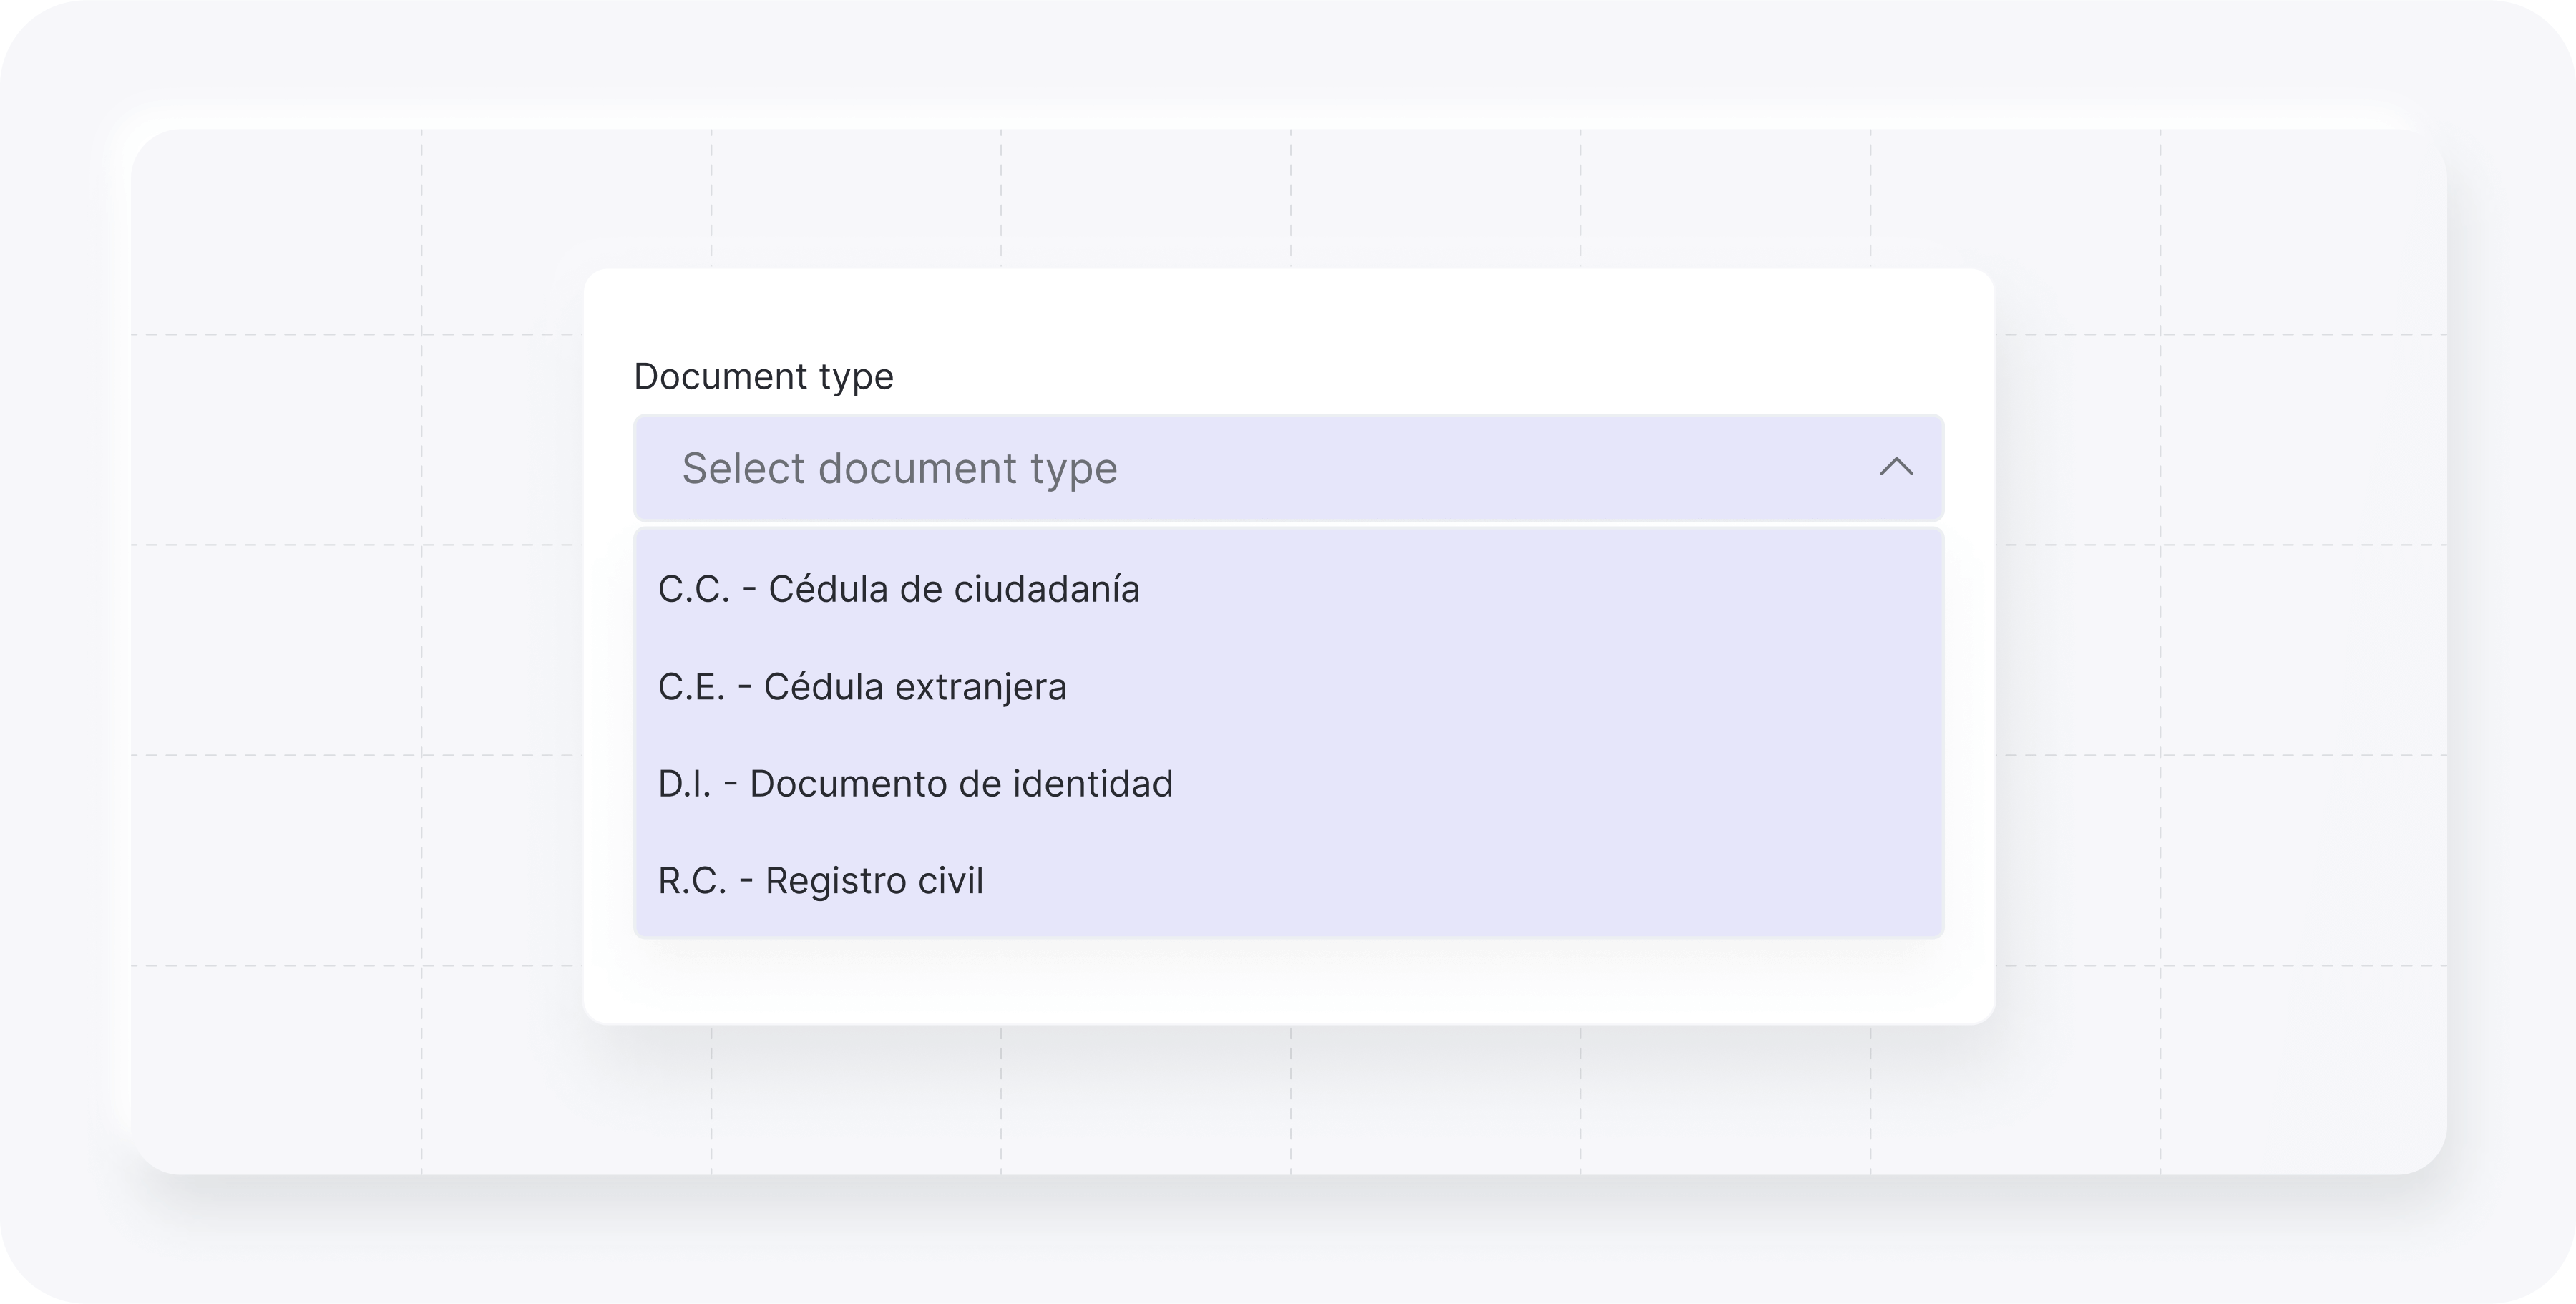 Document type
Select document type
C.C. - Cédula de ciudadanía
C.E. - Cédula extranjera
D.I. - Documento de identidad
R.C. - Registro civil